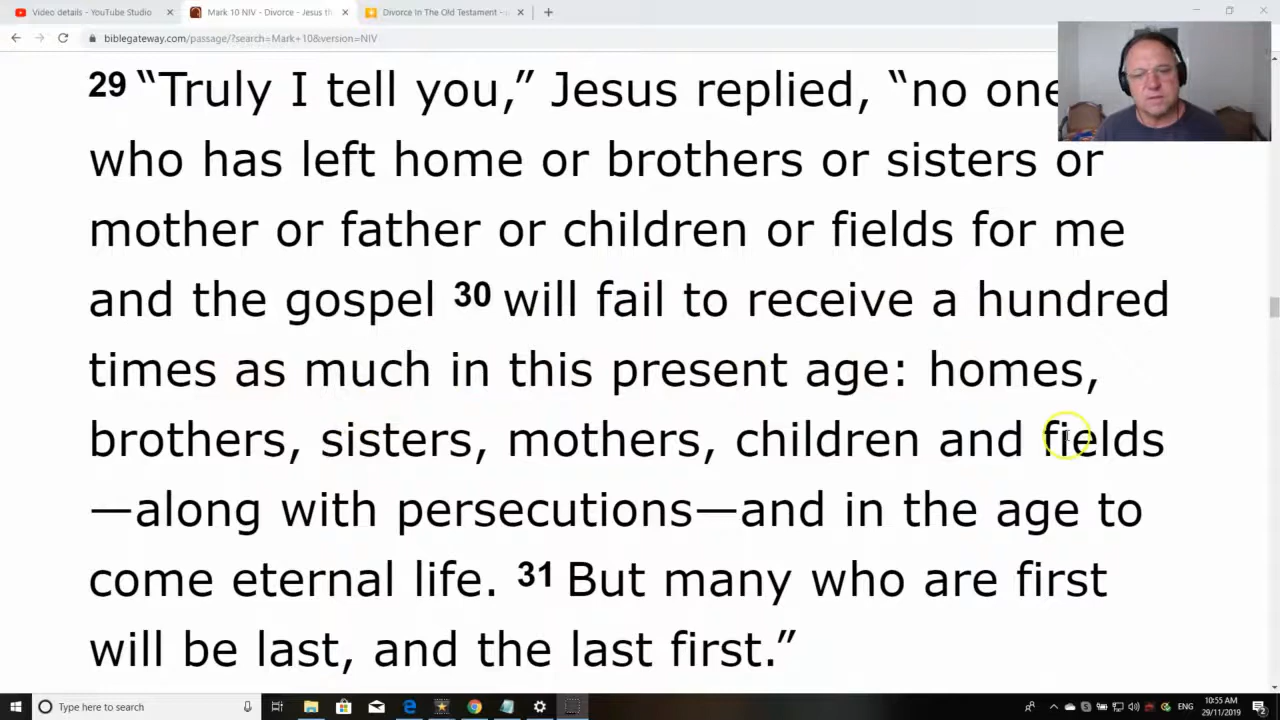 Video details - YouTube Studio
Mark 10 NIV - Divorce - Jesus th
Divorce In The Old Testament -
biblegateway.com/passage/?search=Mark+10&version=NIV
29 “Truly I tell you,” Jesus replied, “no one
who has left home or brothers or sisters or
mother or father or children or fields for me
and the gospel 30 will fail to receive a hundred
times as much in this present age: homes,
brothers, sisters, mothers, children and fields
—along with persecutions—and in the age to
come eternal life. 31 But many who are first
will be last, and the last first.”
Type here to search
ENG
10:55 AM
29/11/2019